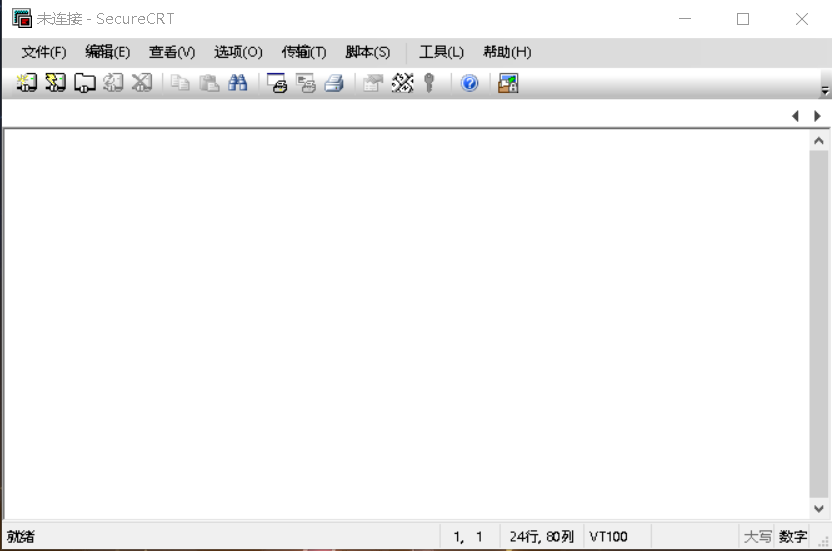 未连接 - SecureCRT
文件(F) 编辑(E) 查看(V) 选项(O) 传输(T) 脚本(S) 工具(L) 帮助(H)
就绪 1, 1 24行, 80列 VT100 大写 数字